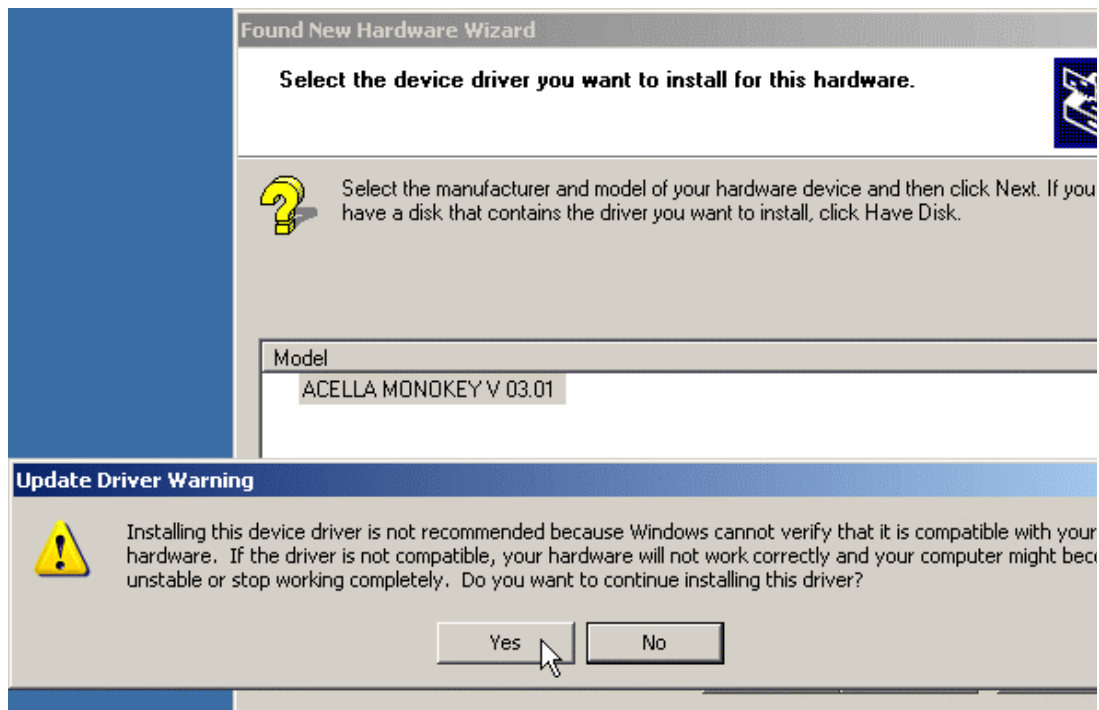 Found New Hardware Wizard
Select the device driver you want to install for this hardware.
Select the manufacturer and model of your hardware device and then click Next. If you
have a disk that contains the driver you want to install, click Have Disk.
Model
ACELLA MONOKEY V 03.01
Update Driver Warning
Installing this device driver is not recommended because Windows cannot verify that it is compatible with your
hardware. If the driver is not compatible, your hardware will not work correctly and your computer might bec
unstable or stop working completely. Do you want to continue installing this driver?
Yes
No